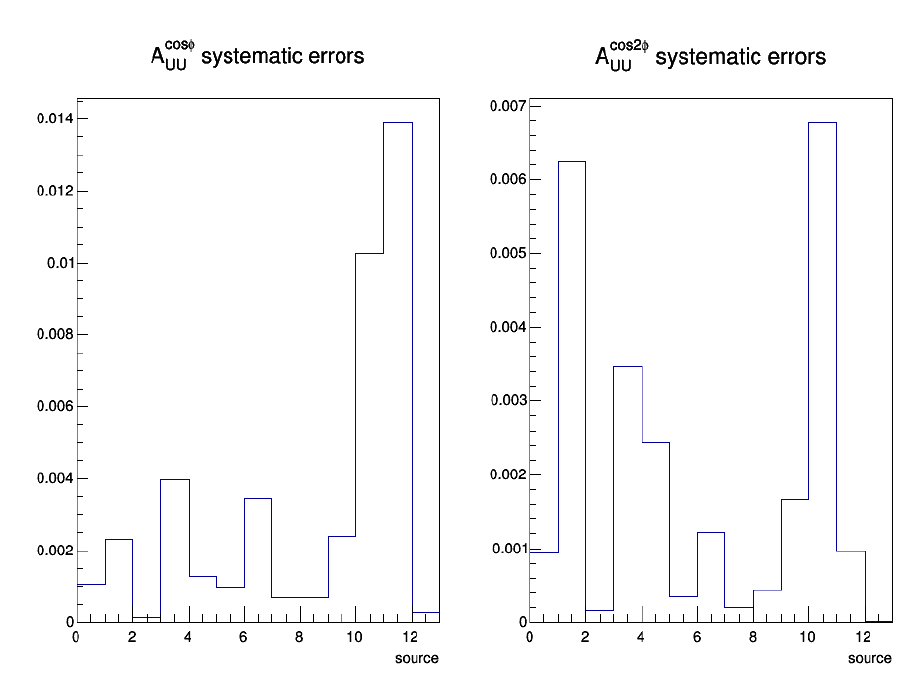 A_UU^cosϕ systematic errors
0.014
0.012
0.01
0.008
0.006
0.004
0.002
0
0 2 4 6 8 10 12
source
A_UU^cos2ϕ systematic errors
0.007
0.006
0.005
0.004
0.003
0.002
0.001
0
0 2 4 6 8 10 12
source